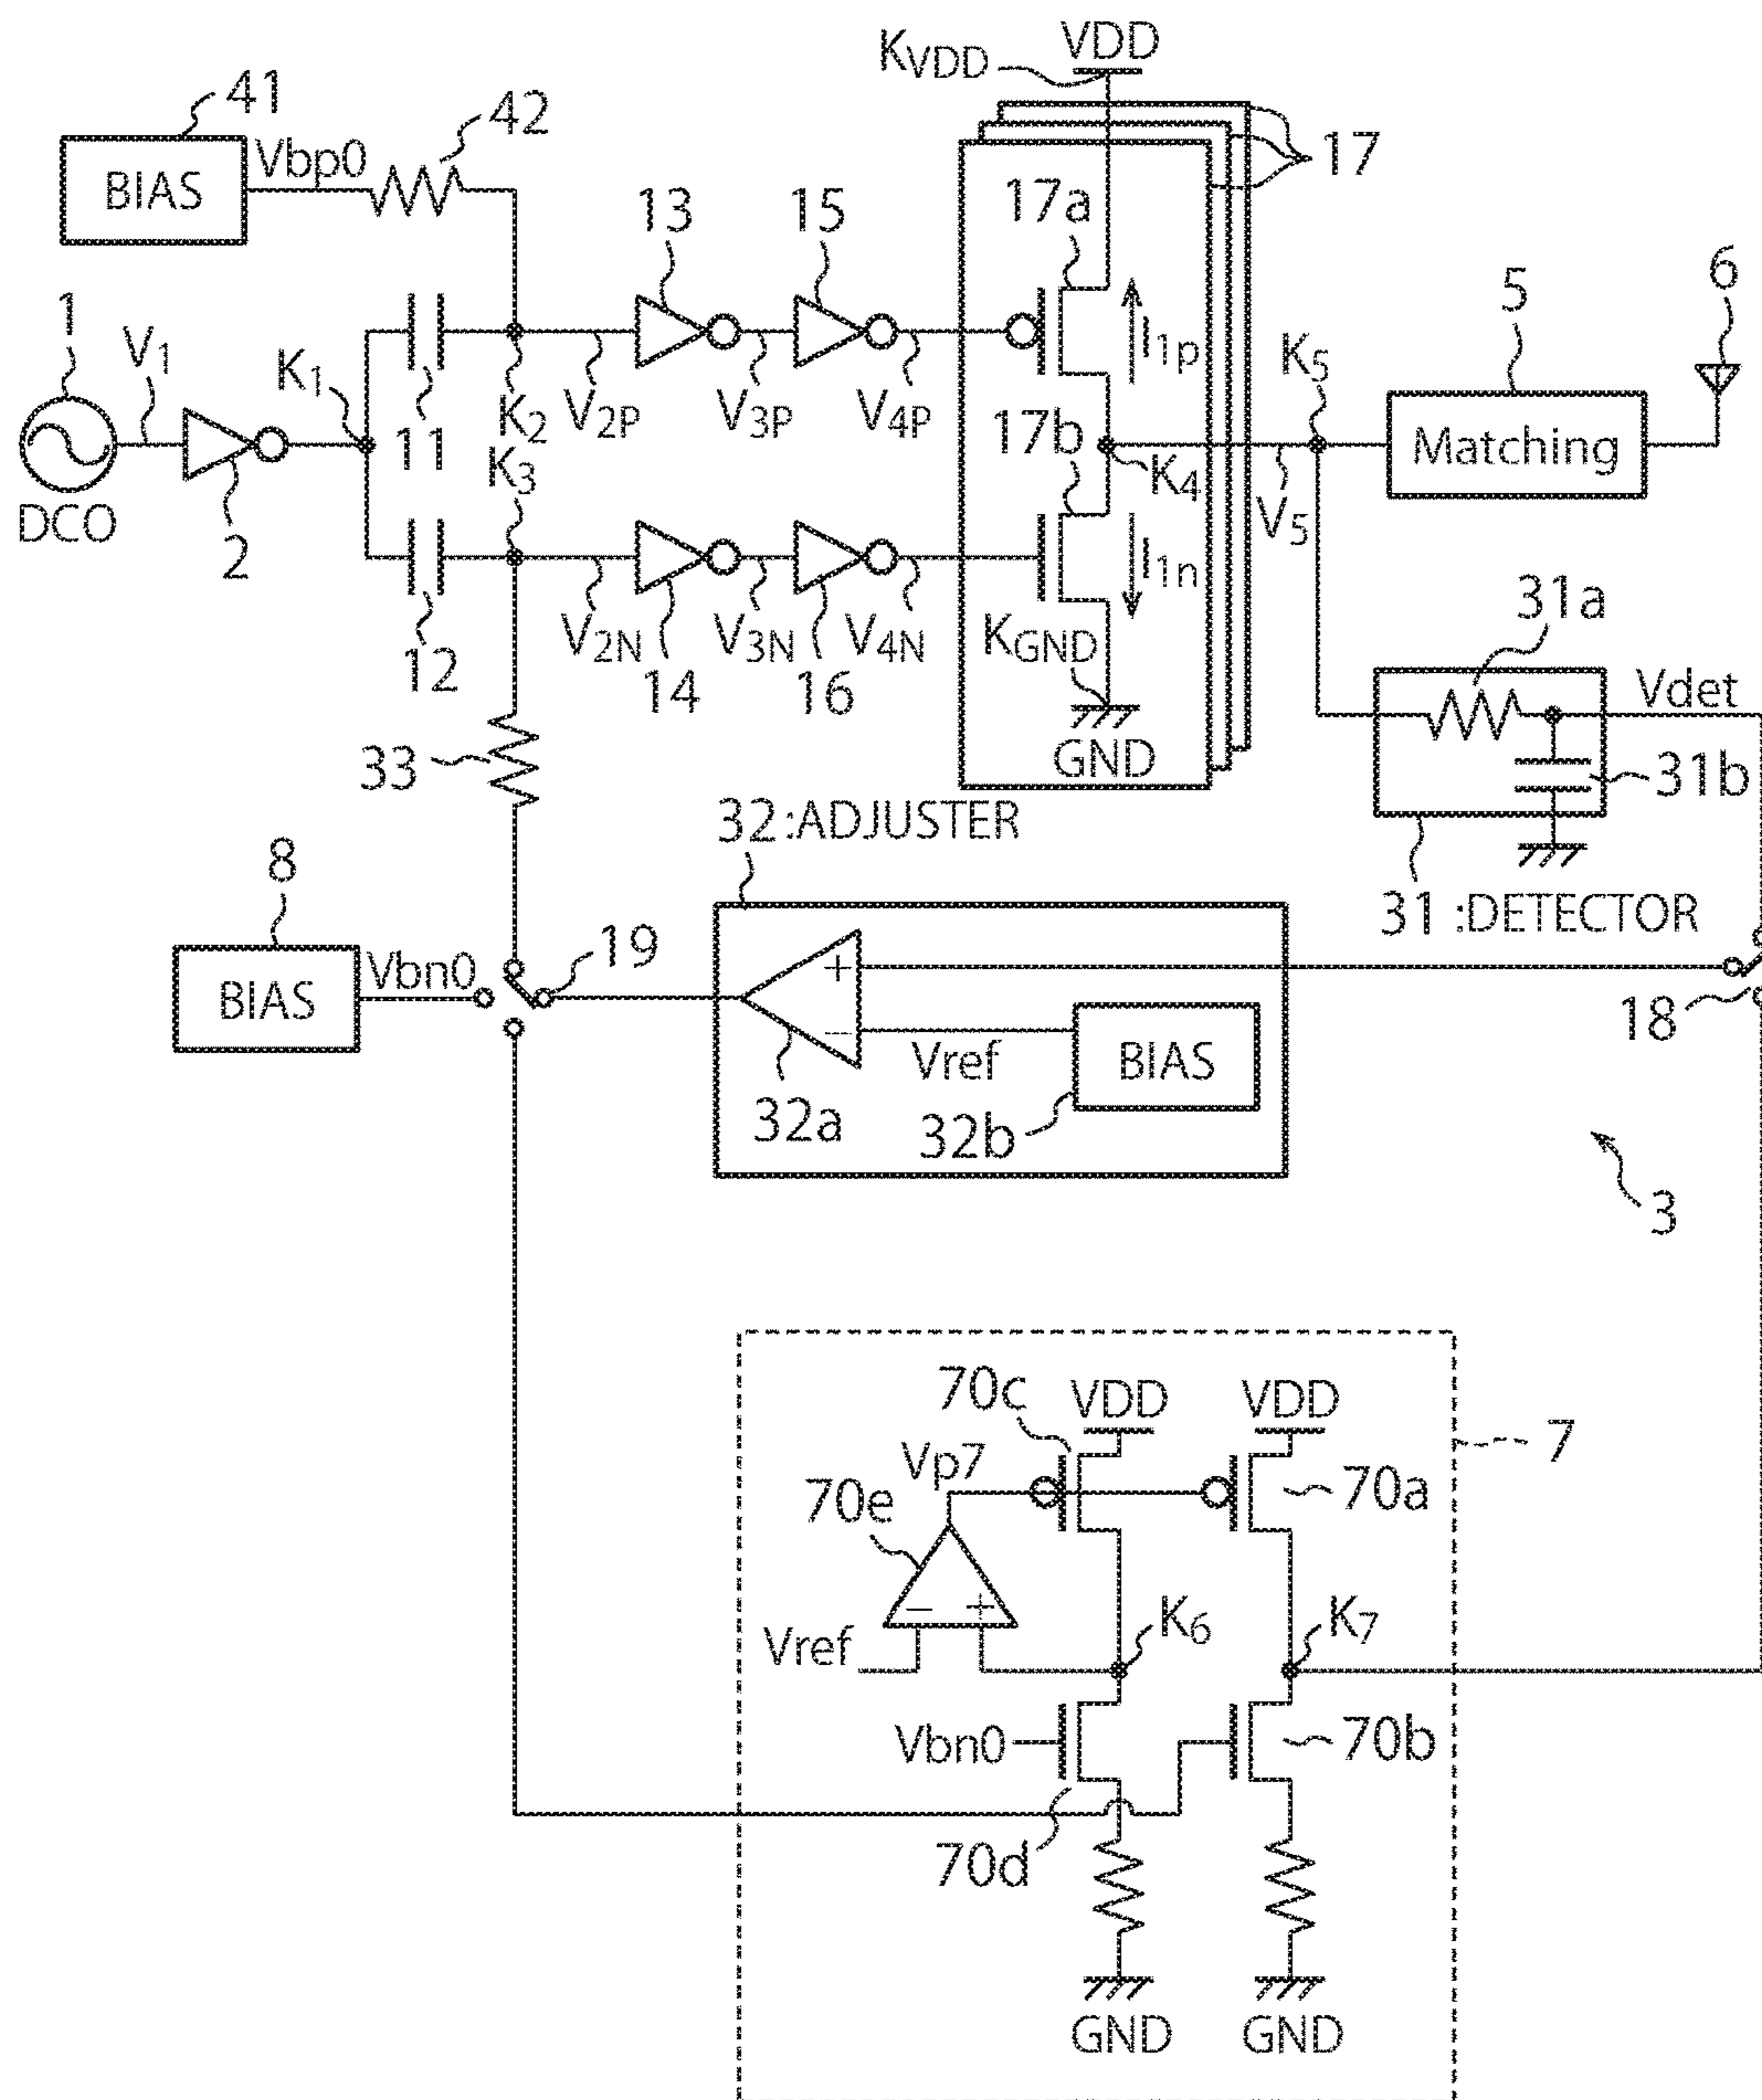 KVDD VDD
41 42
Vbp0
BIAS
17
13 15 17a
1 V1 K1
5 6
I1p
K5
11 K2 V2P V3P V4P
17b
Matching
K3
K4 V5
DCO 2
I1n
31a
12 V2N 14 V3N 16 V4N KGND
Vdet
33
GND
31b
32 :ADJUSTER
8
31 :DETECTOR
Vbn0 19
+
BIAS
18
−
Vref BIAS
32a 32b
3
70c VDD VDD
7
Vp7
70e 70a
− +
K6 K7
Vref
Vbn0 70b
70d
GND GND